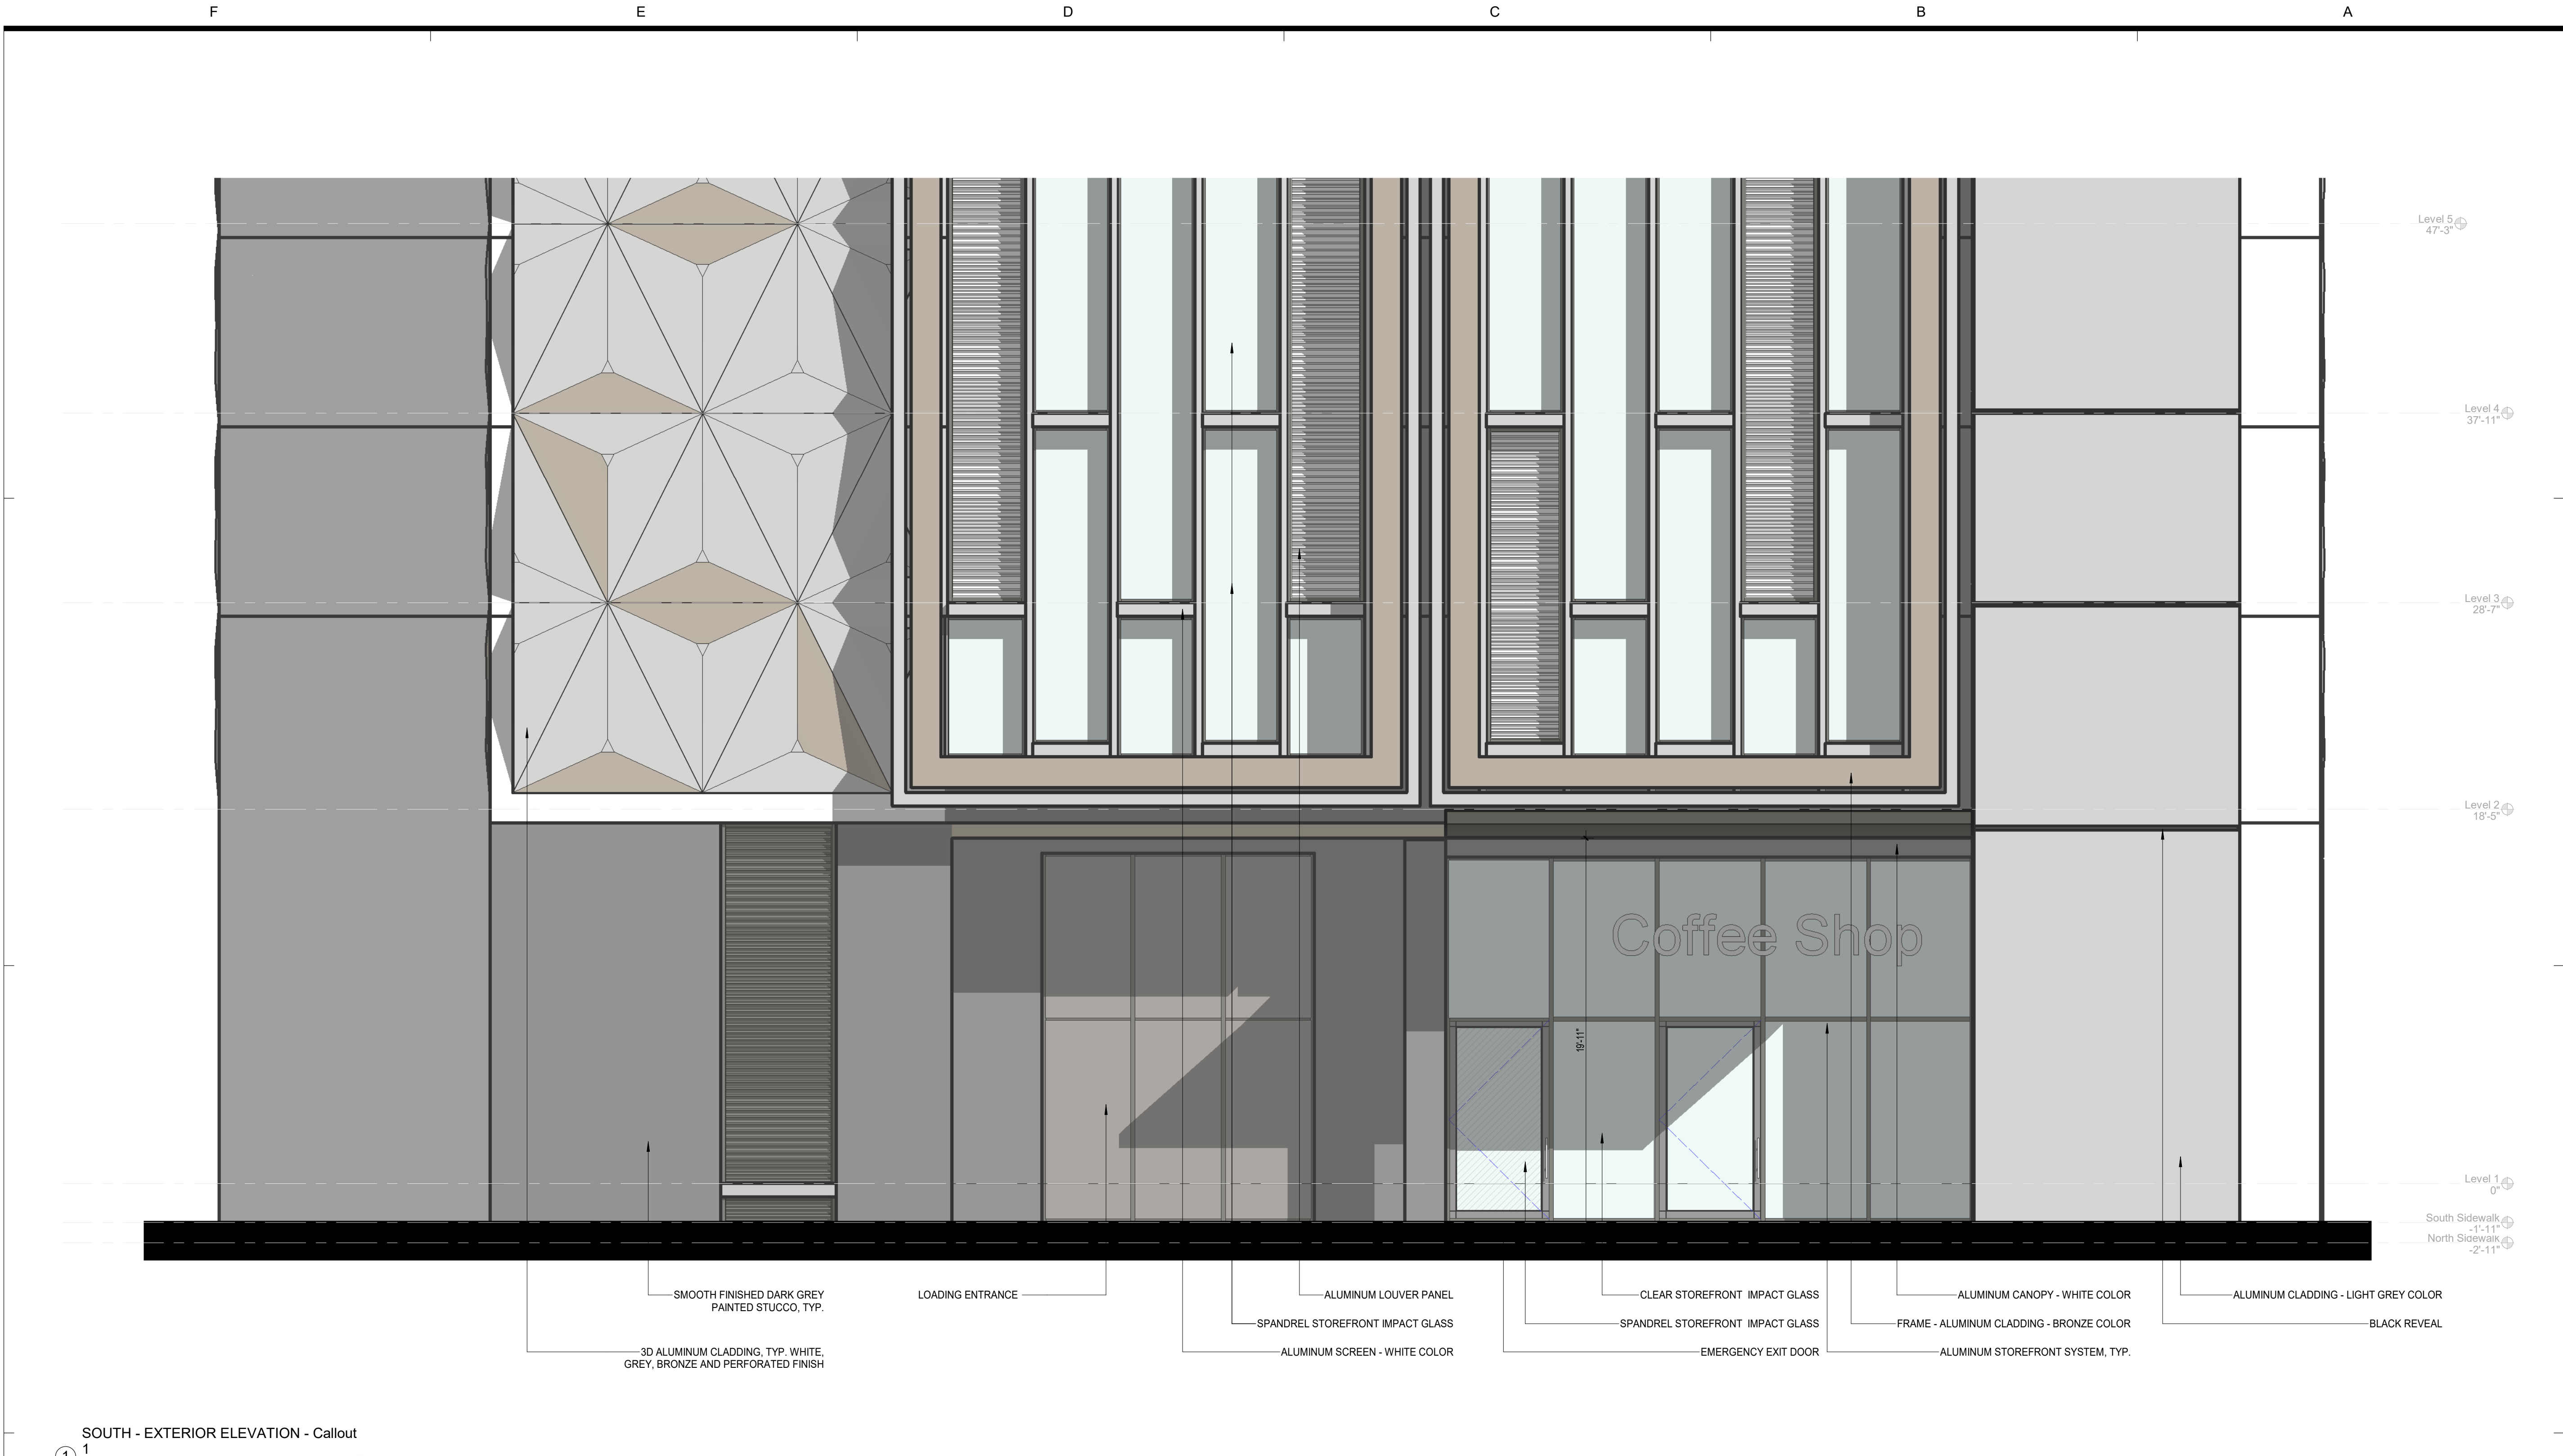 F E D C B A
Level 5
47'-3"
Level 4
37'-11"
Level 3
28'-7"
Level 2
18'-5"
Coffee Shop
19'-11"
Level 1
0"
South Sidewalk
-1'-11"
North Sidewalk
-2'-11"
SMOOTH FINISHED DARK GREY
PAINTED STUCCO, TYP.
3D ALUMINUM CLADDING, TYP. WHITE,
GREY, BRONZE AND PERFORATED FINISH
LOADING ENTRANCE
ALUMINUM LOUVER PANEL
SPANDREL STOREFRONT IMPACT GLASS
ALUMINUM SCREEN - WHITE COLOR
CLEAR STOREFRONT IMPACT GLASS
SPANDREL STOREFRONT IMPACT GLASS
EMERGENCY EXIT DOOR
ALUMINUM CANOPY - WHITE COLOR
FRAME - ALUMINUM CLADDING - BRONZE COLOR
ALUMINUM STOREFRONT SYSTEM, TYP.
ALUMINUM CLADDING - LIGHT GREY COLOR
BLACK REVEAL
SOUTH - EXTERIOR ELEVATION - Callout
1